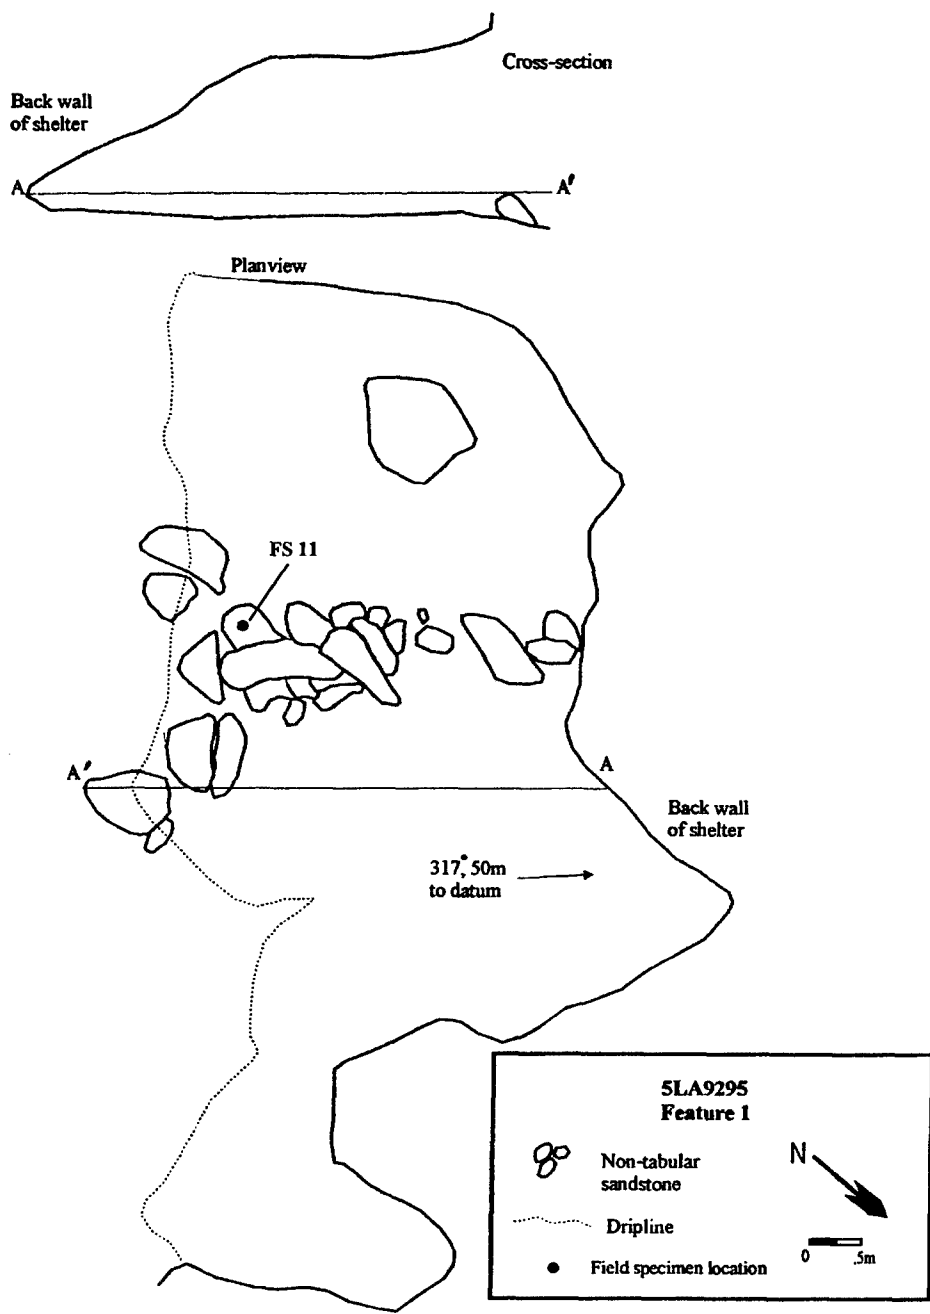 Cross-section
Back wall
of shelter
A
A'
Planview
FS 11
A'
A
Back wall
of shelter
317°, 50m
to datum
5LA9295
Feature 1
Non-tabular
sandstone
N
Dripline
0 .5m
Field specimen location